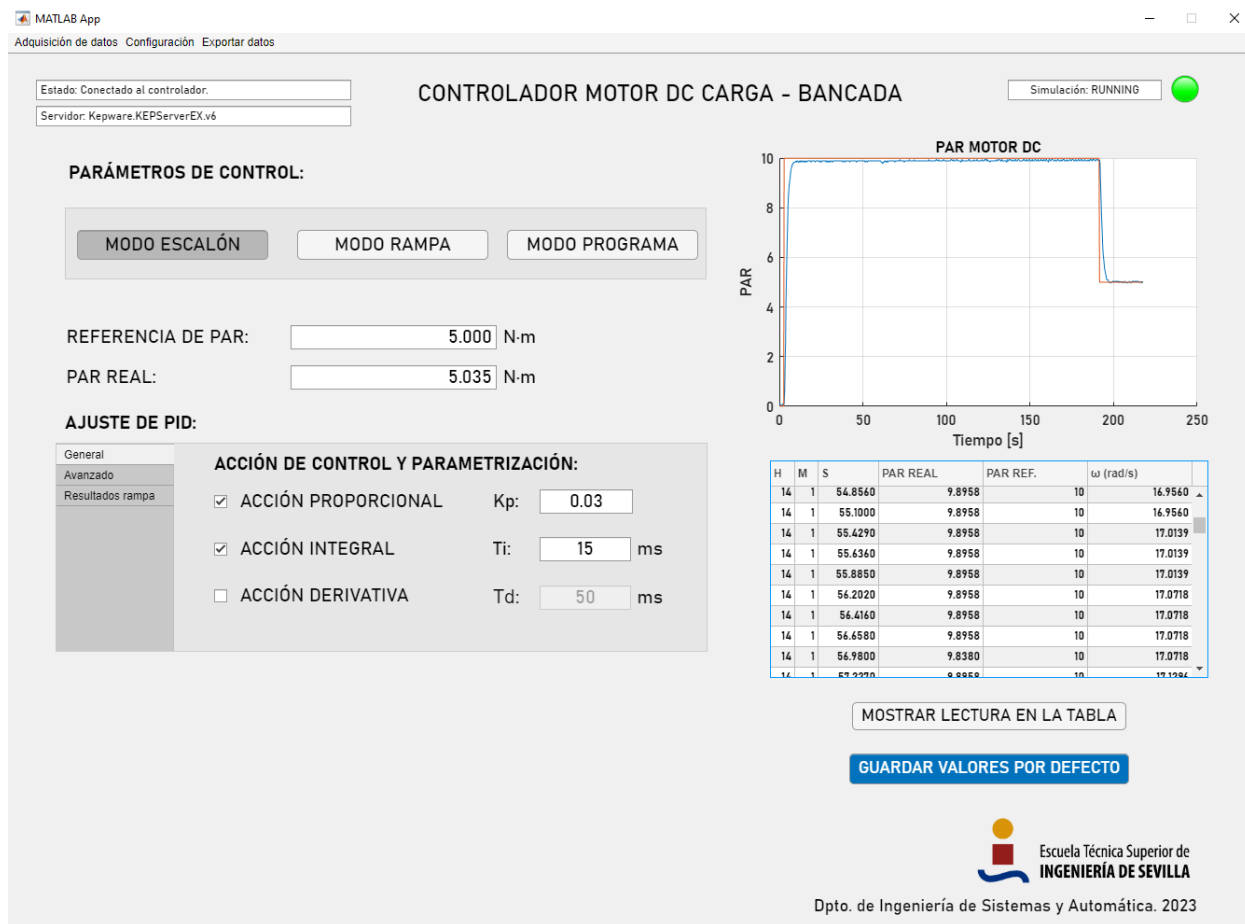 MATLAB App
Adquisición de datos Configuración Exportar datos
Estado: Conectado al controlador.
Servidor: Kepware.KEPServerEX.v6
CONTROLADOR MOTOR DC CARGA - BANCADA
Simulación: RUNNING
PARÁMETROS DE CONTROL:
MODO ESCALÓN MODO RAMPA MODO PROGRAMA
REFERENCIA DE PAR: 5.000 N·m
PAR REAL: 5.035 N·m
AJUSTE DE PID:
General
Avanzado
Resultados rampa
ACCIÓN DE CONTROL Y PARAMETRIZACIÓN:
ACCIÓN PROPORCIONAL Kp: 0.03
ACCIÓN INTEGRAL Ti: 15 ms
ACCIÓN DERIVATIVA Td: 50 ms
PAR MOTOR DC
PAR
10
8
6
4
2
0
0 50 100 150 200 250
Tiempo [s]
H M S PAR REAL PAR REF. ω (rad/s)
14 1 54.8560 9.8958 10 16.9560
14 1 55.1000 9.8958 10 16.9560
14 1 55.4290 9.8958 10 17.0139
14 1 55.6360 9.8958 10 17.0139
14 1 55.8850 9.8958 10 17.0139
14 1 56.2020 9.8958 10 17.0718
14 1 56.4160 9.8958 10 17.0718
14 1 56.6580 9.8958 10 17.0718
14 1 56.9800 9.8380 10 17.0718
14 1 57.2270 9.8958 10 17.1296
MOSTRAR LECTURA EN LA TABLA
GUARDAR VALORES POR DEFECTO
Escuela Técnica Superior de
INGENIERÍA DE SEVILLA
Dpto. de Ingeniería de Sistemas y Automática. 2023